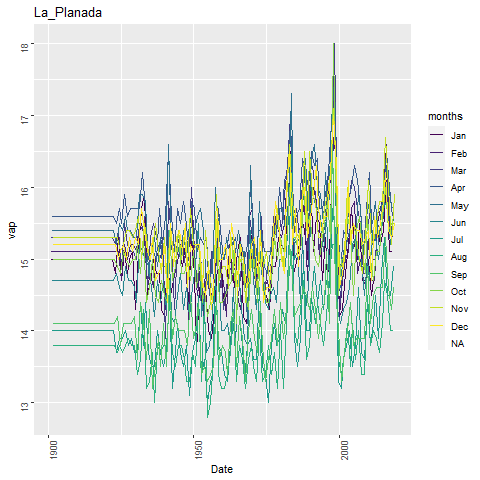 La_Planada
18
17
16
15
14
13
vap
1900
1950
2000
Date
months
Jan
Feb
Mar
Apr
May
Jun
Jul
Aug
Sep
Oct
Nov
Dec
NA